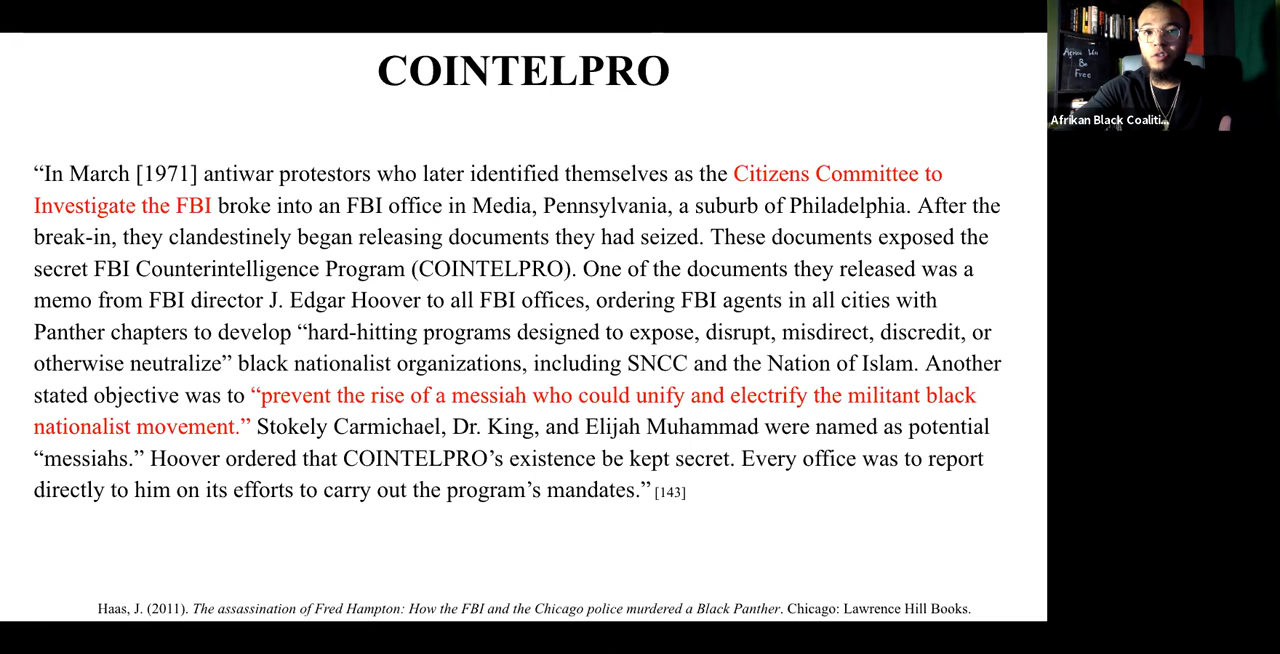 COINTELPRO
“In March [1971] antiwar protestors who later identified themselves as the Citizens Committee to
Investigate the FBI broke into an FBI office in Media, Pennsylvania, a suburb of Philadelphia. After the
break-in, they clandestinely began releasing documents they had seized. These documents exposed the
secret FBI Counterintelligence Program (COINTELPRO). One of the documents they released was a
memo from FBI director J. Edgar Hoover to all FBI offices, ordering FBI agents in all cities with
Panther chapters to develop “hard-hitting programs designed to expose, disrupt, misdirect, discredit, or
otherwise neutralize” black nationalist organizations, including SNCC and the Nation of Islam. Another
stated objective was to “prevent the rise of a messiah who could unify and electrify the militant black
nationalist movement.” Stokely Carmichael, Dr. King, and Elijah Muhammad were named as potential
“messiahs.” Hoover ordered that COINTELPRO’s existence be kept secret. Every office was to report
directly to him on its efforts to carry out the program’s mandates.” [143]
Haas, J. (2011). The assassination of Fred Hampton: How the FBI and the Chicago police murdered a Black Panther. Chicago: Lawrence Hill Books.
Be
Free
Afrikan Black Coaliti...